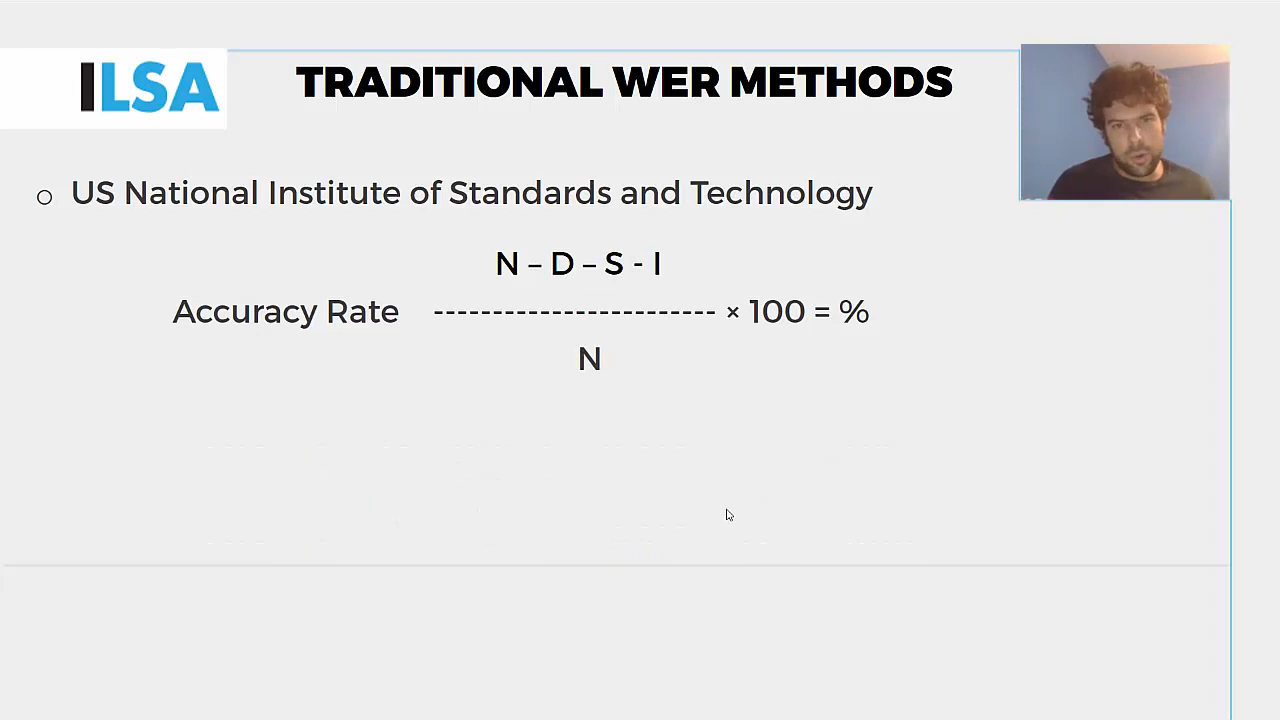 ILSA
TRADITIONAL WER METHODS
o US National Institute of Standards and Technology
N – D – S - I
Accuracy Rate ------------------------ × 100 = %
N